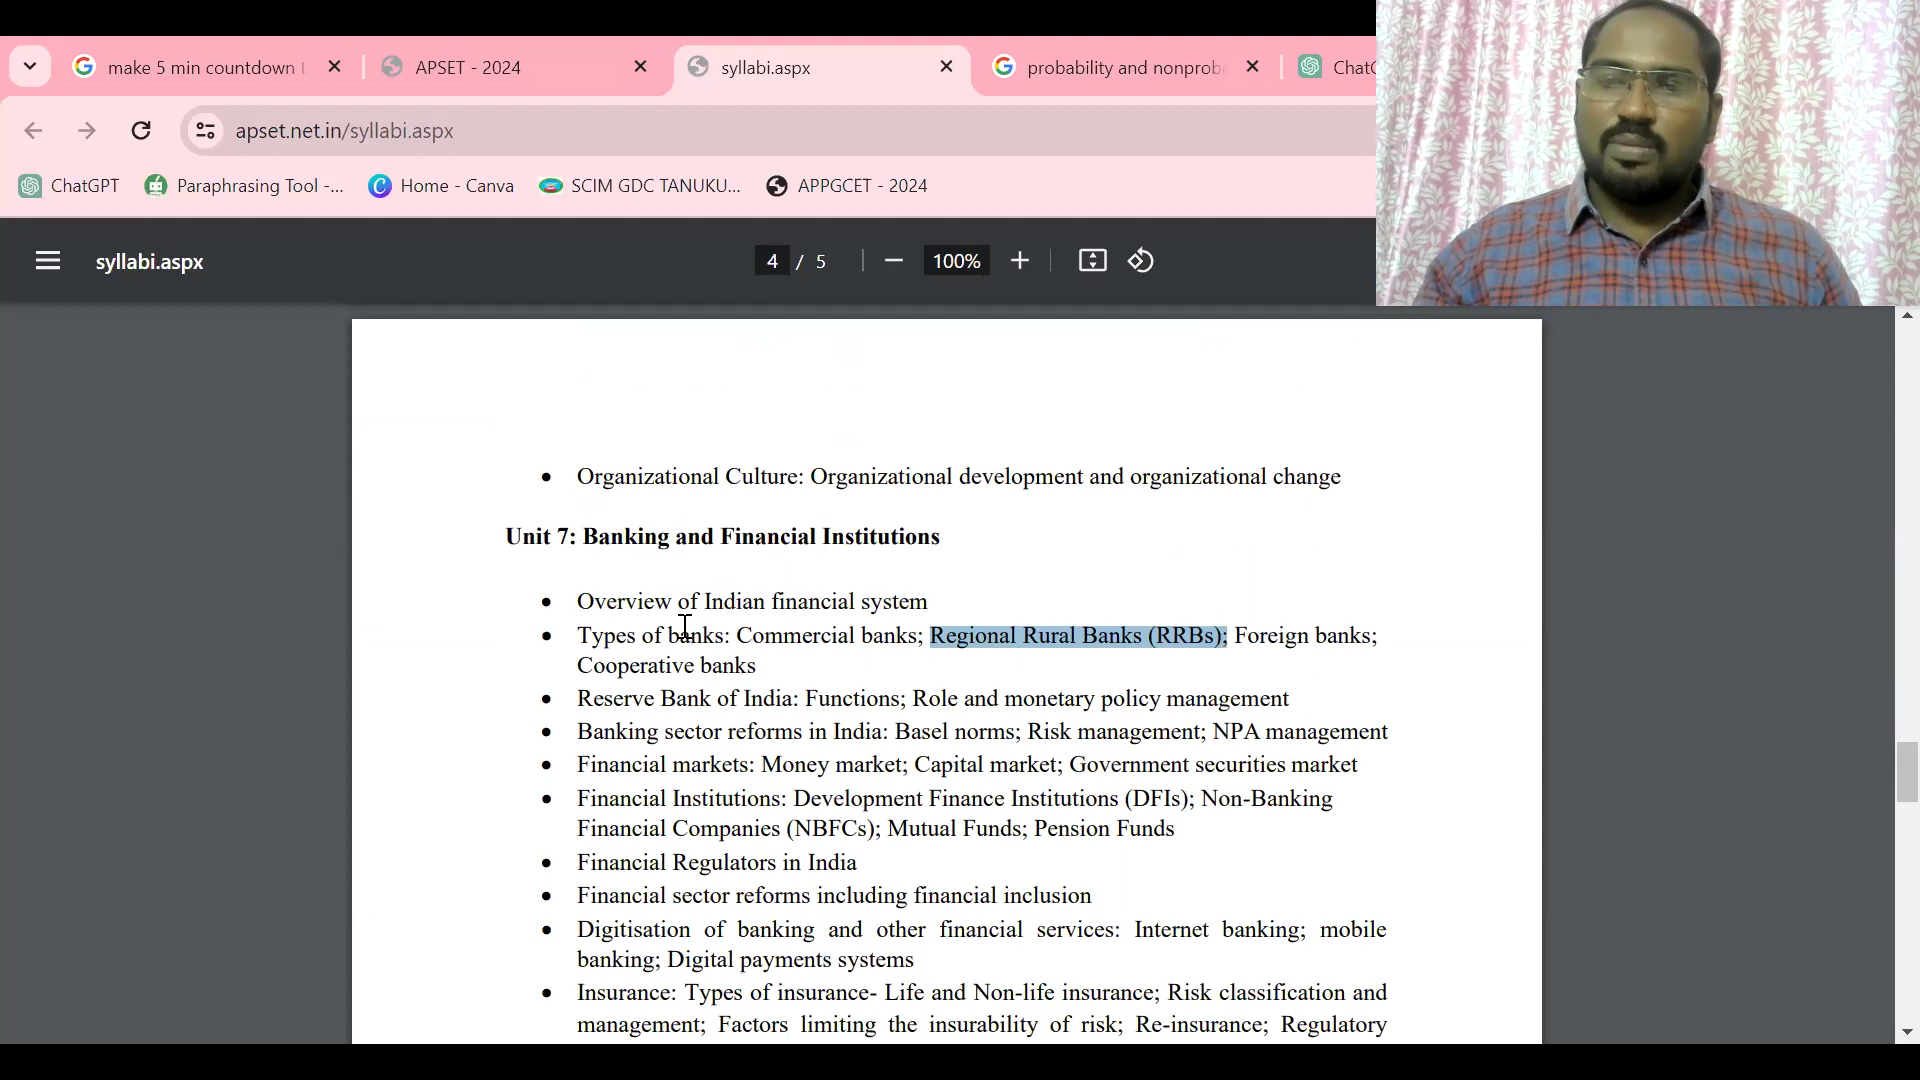 make 5 min countdown
APSET - 2024
syllabi.aspx
probability and nonprob
ChatG
apset.net.in/syllabi.aspx
ChatGPT
Paraphrasing Tool -...
Home - Canva
SCIM GDC TANUKU...
APPGCET - 2024
syllabi.aspx
4 / 5
100%
• Organizational Culture: Organizational development and organizational change
Unit 7: Banking and Financial Institutions
• Overview of Indian financial system
• Types of banks: Commercial banks; Regional Rural Banks (RRBs); Foreign banks;
Cooperative banks
• Reserve Bank of India: Functions; Role and monetary policy management
• Banking sector reforms in India: Basel norms; Risk management; NPA management
• Financial markets: Money market; Capital market; Government securities market
• Financial Institutions: Development Finance Institutions (DFIs); Non-Banking
Financial Companies (NBFCs); Mutual Funds; Pension Funds
• Financial Regulators in India
• Financial sector reforms including financial inclusion
• Digitisation of banking and other financial services: Internet banking; mobile
banking; Digital payments systems
• Insurance: Types of insurance- Life and Non-life insurance; Risk classification and
management; Factors limiting the insurability of risk; Re-insurance; Regulatory